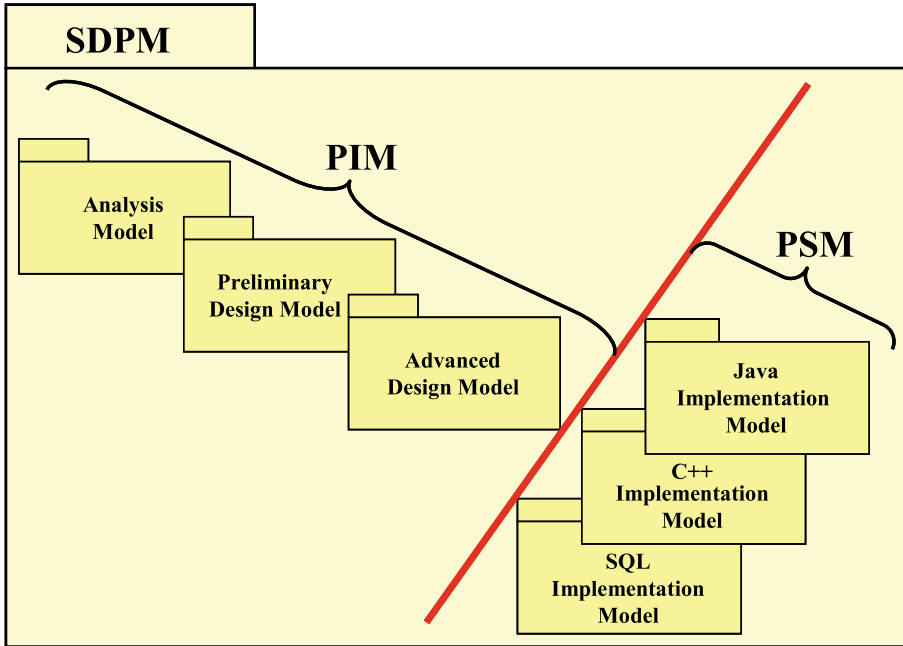 SDPM
PIM
Analysis
Model
Preliminary
Design Model
Advanced
Design Model
PSM
Java
Implementation
Model
C++
Implementation
Model
SQL
Implementation
Model